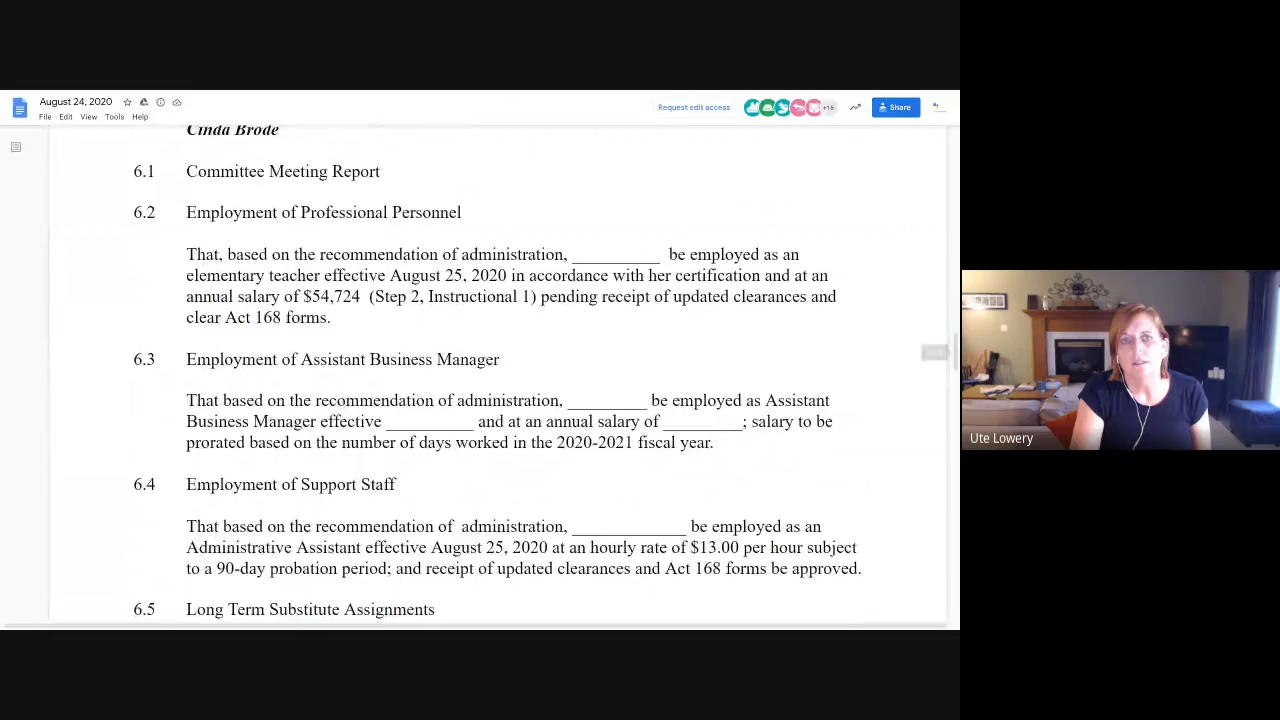 August 24, 2020
File Edit View Tools Help
Request edit access
+18
Share
Cinda Brode
6.1 Committee Meeting Report
6.2 Employment of Professional Personnel
That, based on the recommendation of administration, __________ be employed as an
elementary teacher effective August 25, 2020 in accordance with her certification and at an
annual salary of $54,724 (Step 2, Instructional 1) pending receipt of updated clearances and
clear Act 168 forms.
6.3 Employment of Assistant Business Manager
That based on the recommendation of administration, _________ be employed as Assistant
Business Manager effective __________ and at an annual salary of _________; salary to be
prorated based on the number of days worked in the 2020-2021 fiscal year.
6.4 Employment of Support Staff
That based on the recommendation of administration, _____________ be employed as an
Administrative Assistant effective August 25, 2020 at an hourly rate of $13.00 per hour subject
to a 90-day probation period; and receipt of updated clearances and Act 168 forms be approved.
6.5 Long Term Substitute Assignments
Ute Lowery